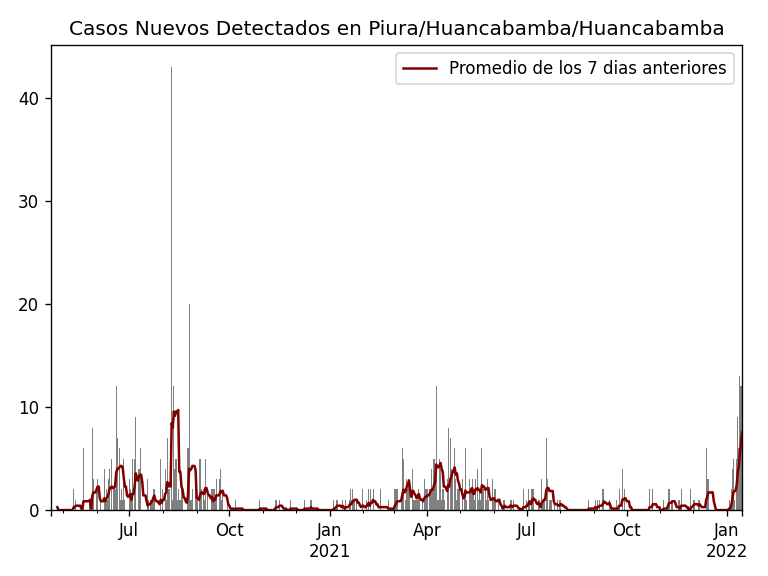 Casos Nuevos Detectados en Piura/Huancabamba/Huancabamba
Promedio de los 7 dias anteriores
40
30
20
10
0
Jul
Oct
Jan
2021
Apr
Jul
Oct
Jan
2022